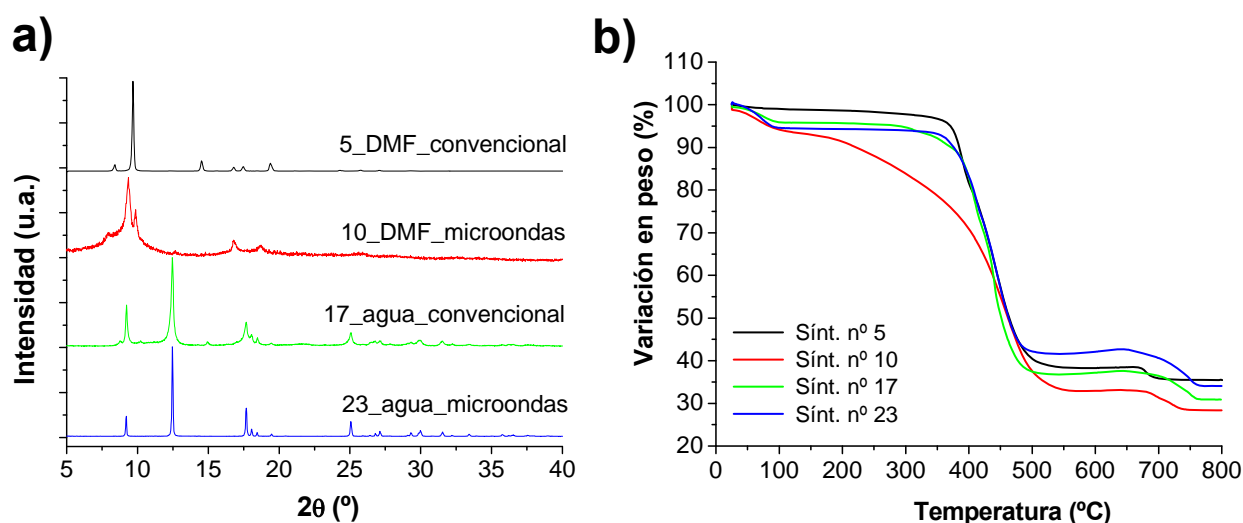 a)
Intensidad (u.a.)
5_DMF_convencional
10_DMF_microondas
17_agua_convencional
23_agua_microondas
5 10 15 20 25 30 35 40
2θ (º)
b)
Variación en peso (%)
110
100
90
80
70
60
50
40
30
20
Sínt. nº 5
Sínt. nº 10
Sínt. nº 17
Sínt. nº 23
0 100 200 300 400 500 600 700 800
Temperatura (ºC)